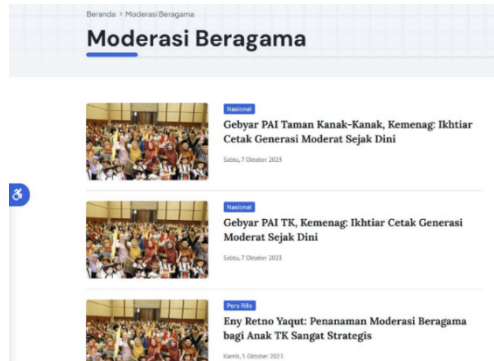 Beranda > Moderasi Beragama
Moderasi Beragama
Nasional
Gebyar PAI Taman Kanak-Kanak, Kemenag: Ikhtiar
Cetak Generasi Moderat Sejak Dini
Sabtu, 7 Oktober 2023
Nasional
Gebyar PAI TK, Kemenag: Ikhtiar Cetak Generasi
Moderat Sejak Dini
Sabtu, 7 Oktober 2023
Pers Rilis
Eny Retno Yaqut: Penanaman Moderasi Beragama
bagi Anak TK Sangat Strategis
Kamis, 5 Oktober 2023